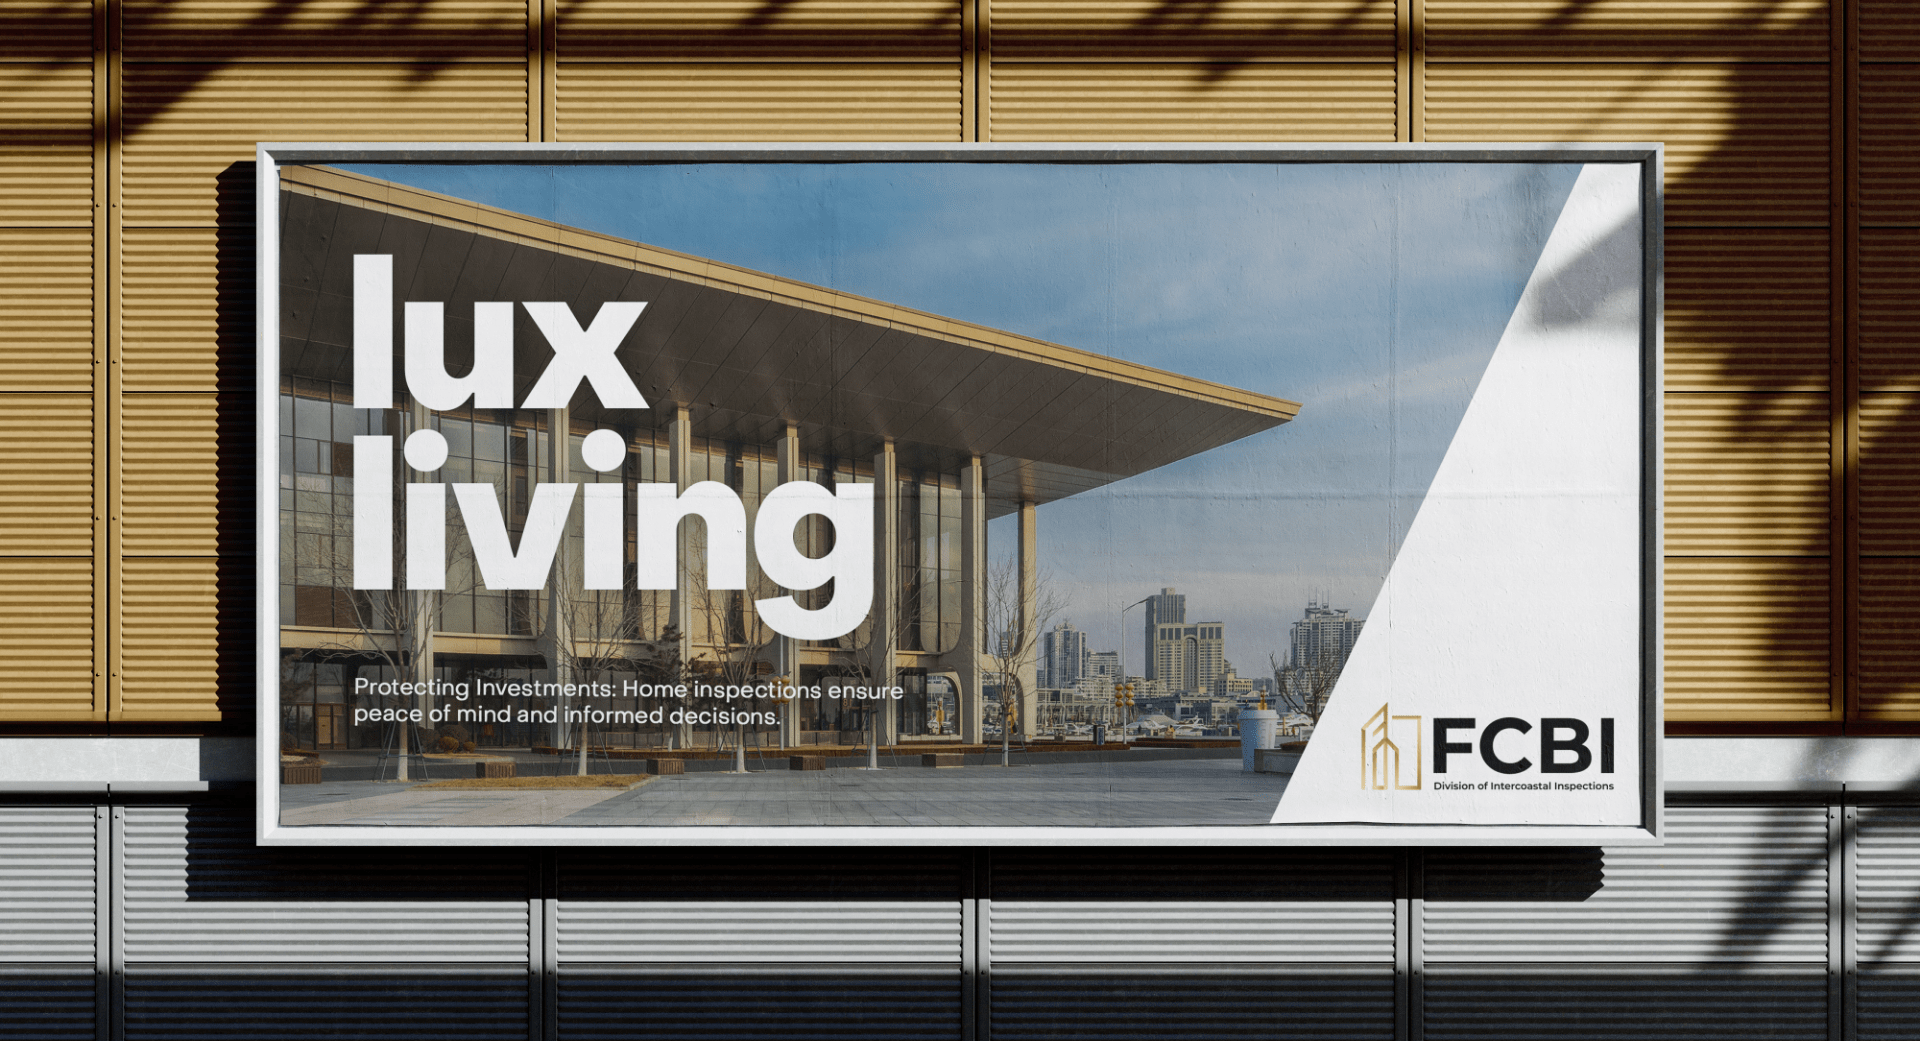 lux
living
Protecting Investments: Home inspections ensure
peace of mind and informed decisions.
FCBI
Division of Intercoastal Inspections